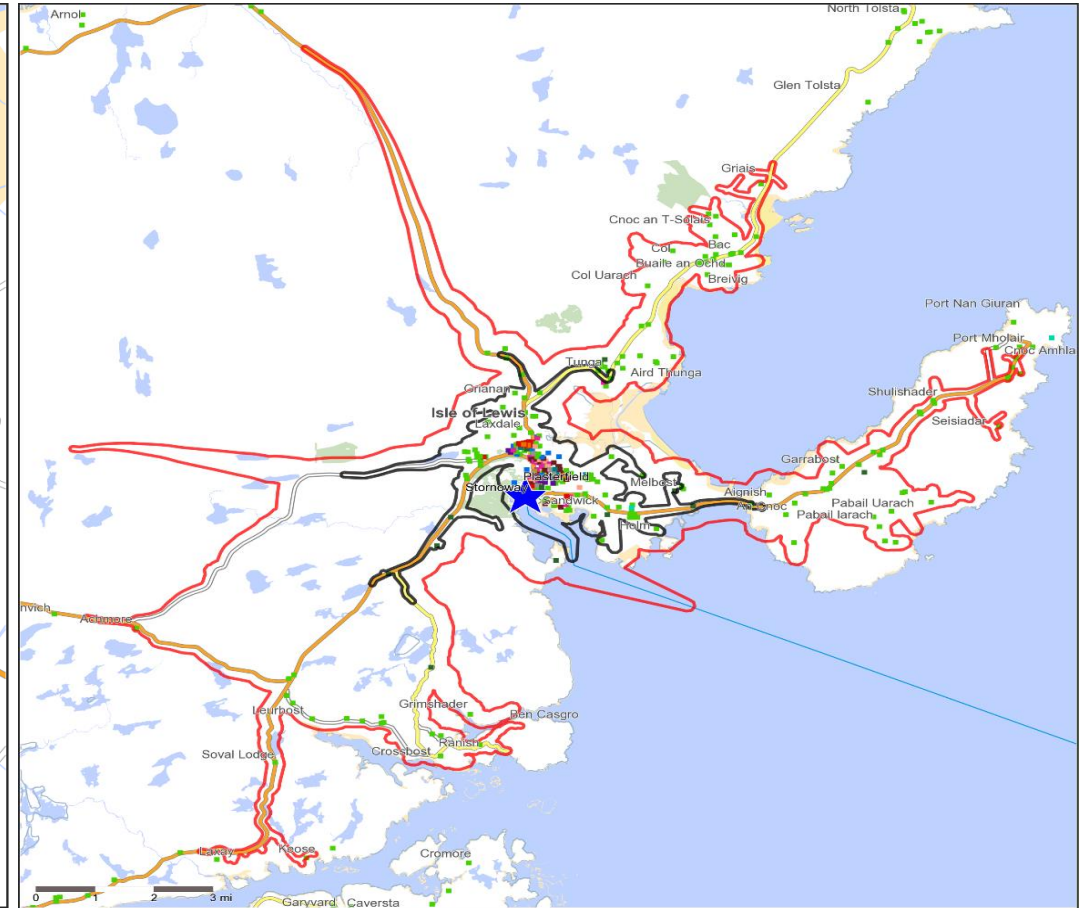 Arnol
North Tolsta
Glen Tolsta
Griais
Cnoc an T-Solais
Col
Bac
Buaile an Ochd
Col Uarach
Breivig
Port Nan Giuran
Port Mholair
Cnoc Amhla
Tunga
Aird Thunga
Grianan
Shulishader
Isle of Lewis
Laxdale
Seisiadar
Garrabost
Plasterfield
Melbost
Stornoway
Aignish
Sandwick
An Cnoc
Pabail Uarach
Pabail Iarach
Holm
nvich
Achmore
Grimshader
Leurbost
Ben Casgro
Ranish
Crossbost
Soval Lodge
Laxay
Keose
Cromore
0 1 2 3 mi
Garyvard
Caversta